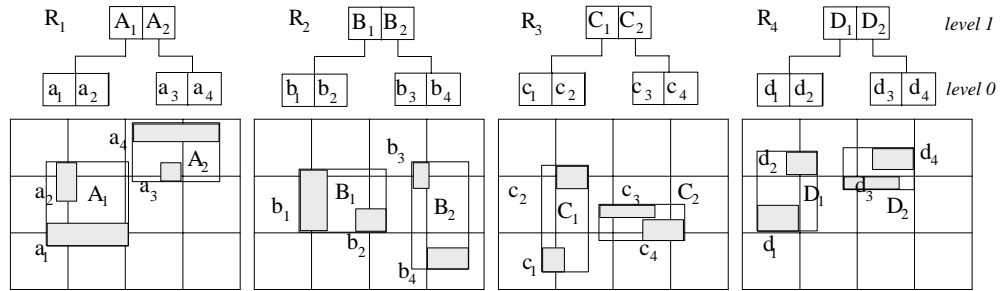 R1 A1 A2 R2 B1 B2 R3 C1 C2 R4 D1 D2 level 1
a1 a2 a3 a4 b1 b2 b3 b4 c1 c2 c3 c4 d1 d2 d3 d4 level 0
a4 A2 a3 a2 A1 a1
b3 B1 B2 b1 b2 b4
c2 C1 c3 C2 c4 c1
d2 d4 d3 D1 D2 d1